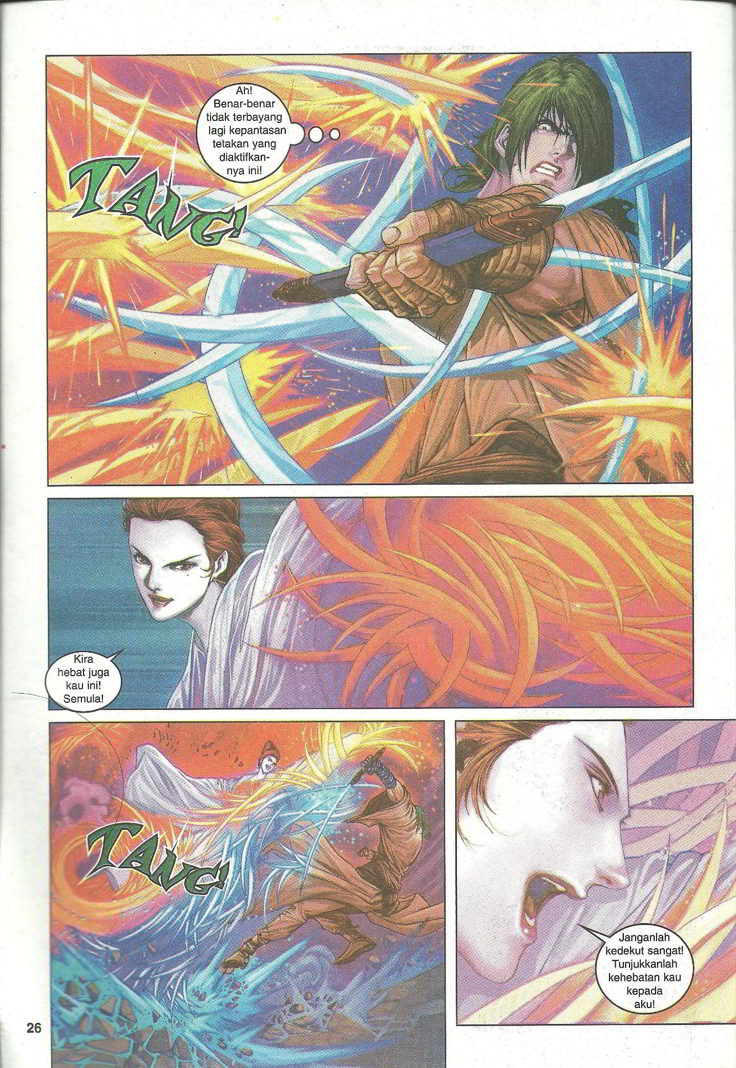 Ah!
Benar-benar
tidak terbayang
lagi kepantasan
tetakan yang
diaktifkan-
nya ini!
TANG!
Kira
hebat juga
kau ini!
Semula!
TANG!
Janganlah
kedekut sangat!
Tunjukkanlah
kehebatan kau
kepada
aku!
26